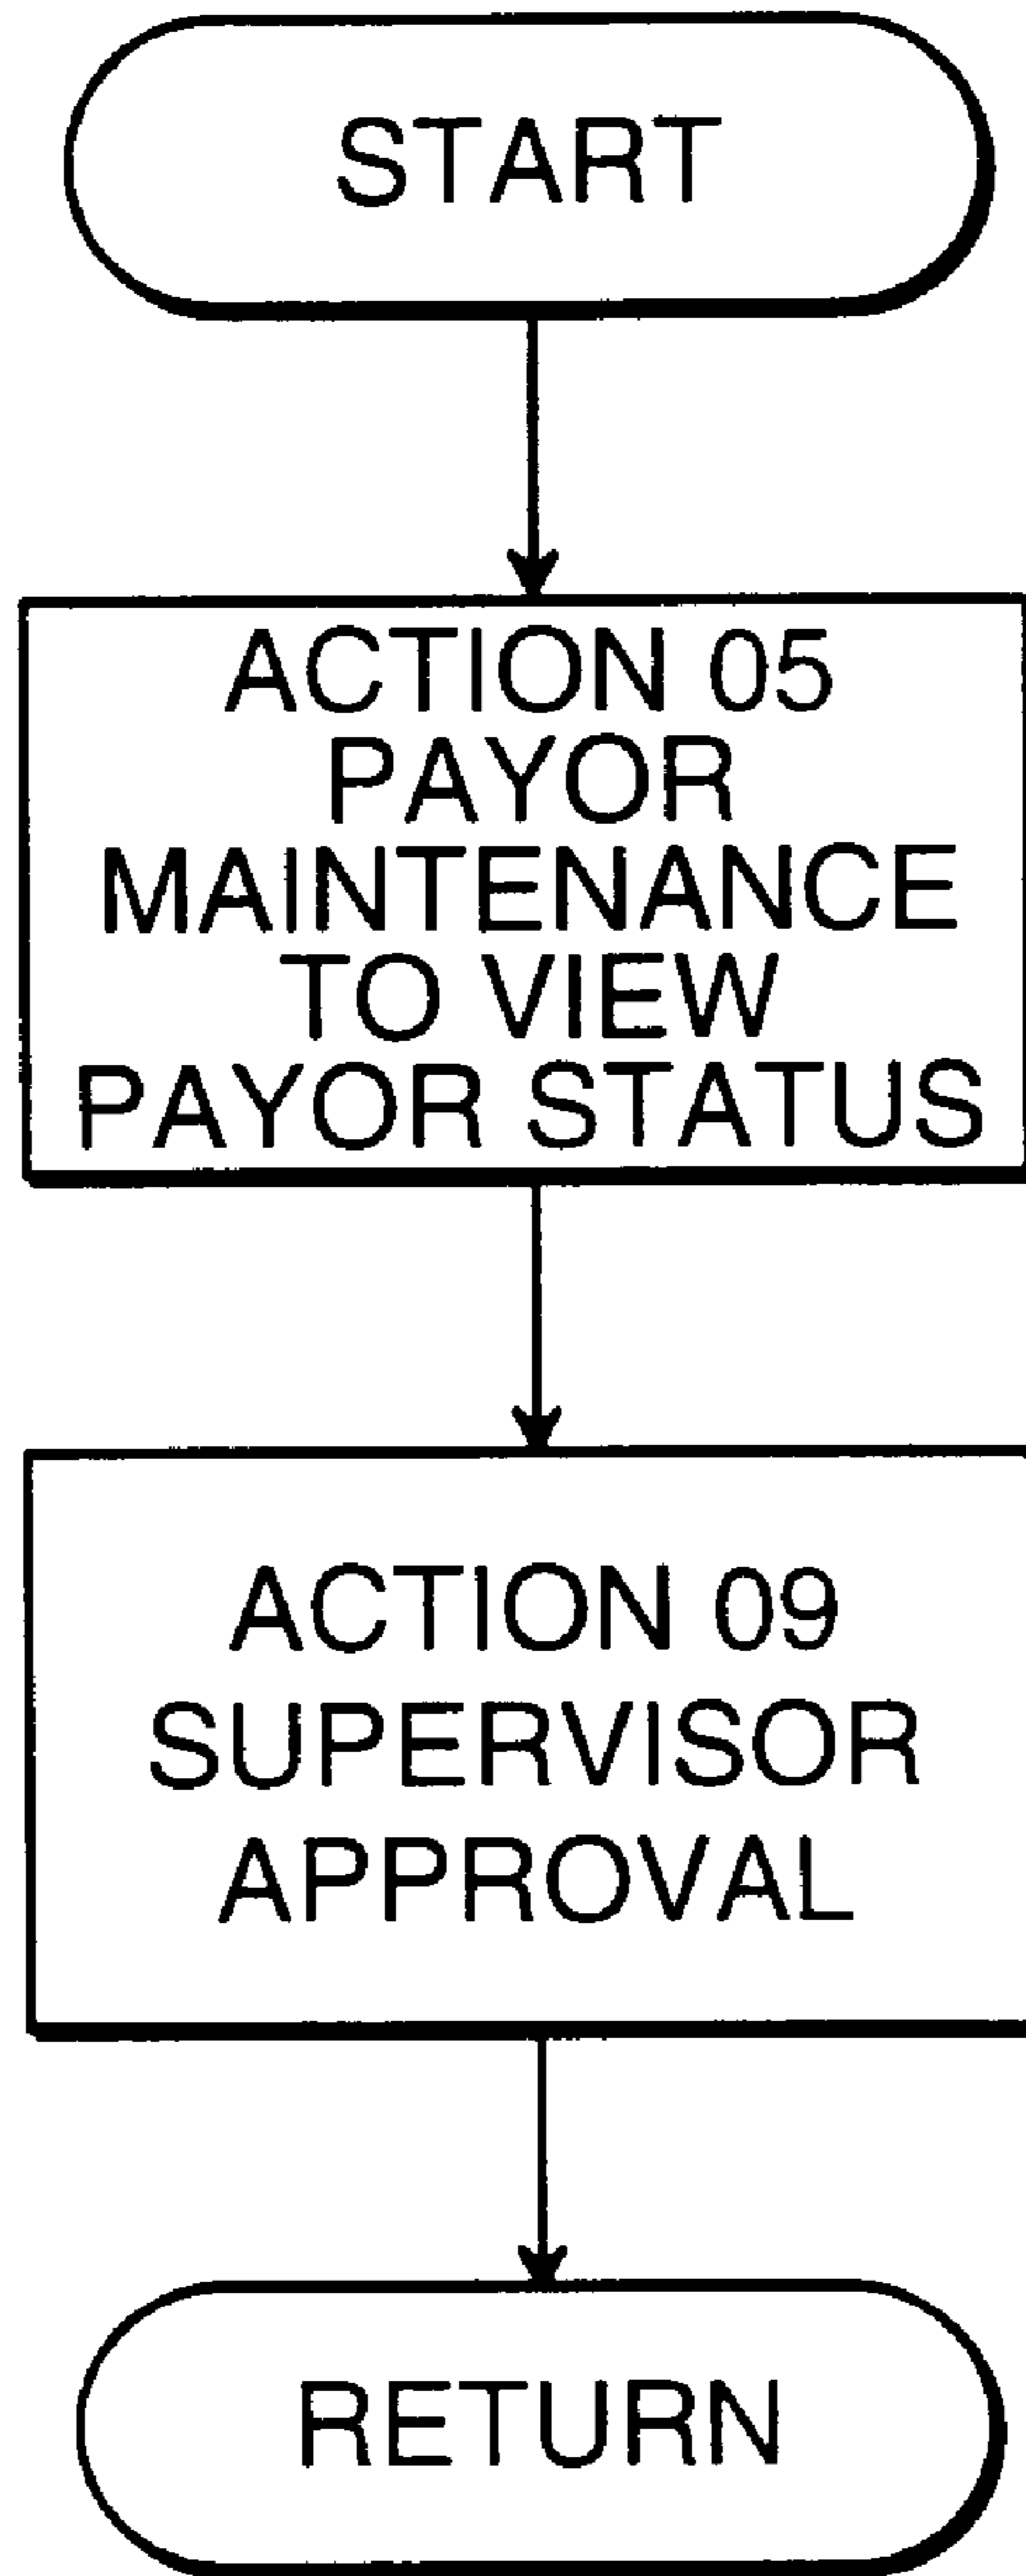 START
ACTION 05
PAYOR
MAINTENANCE
TO VIEW
PAYOR STATUS
ACTION 09
SUPERVISOR
APPROVAL
RETURN